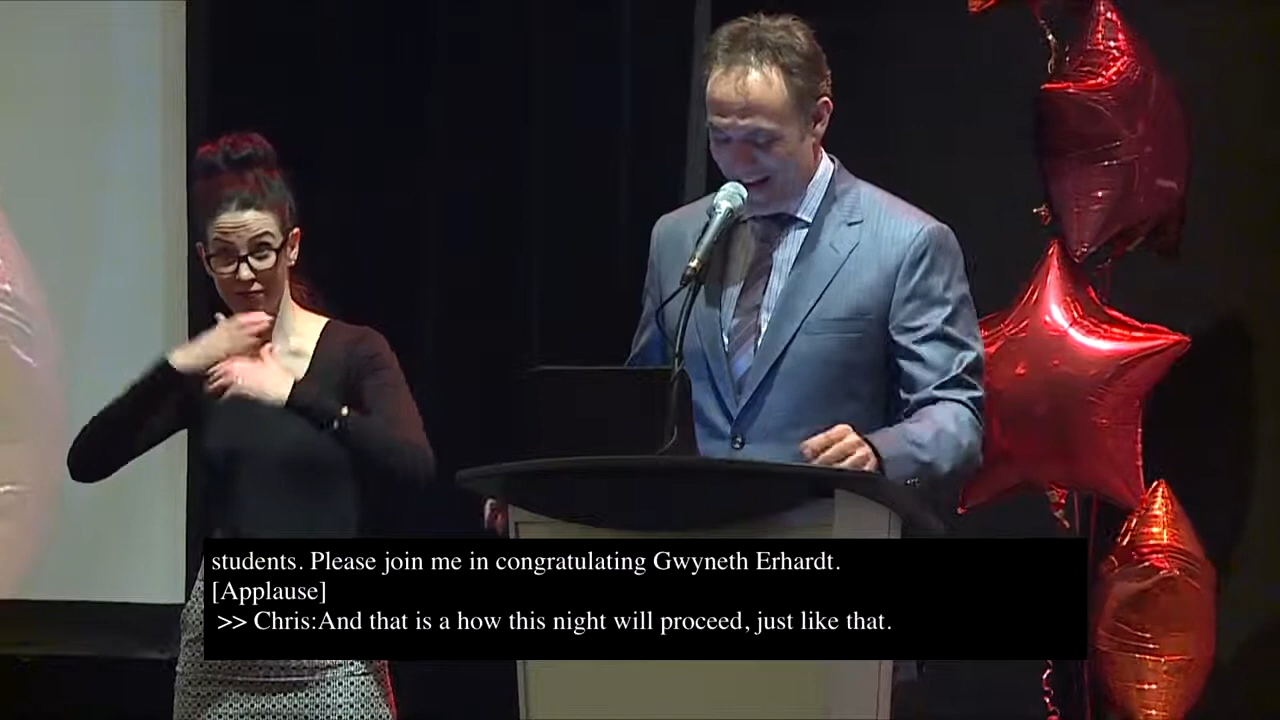 students. Please join me in congratulating Gwyneth Erhardt.
[Applause]
>> Chris:And that is a how this night will proceed, just like that.